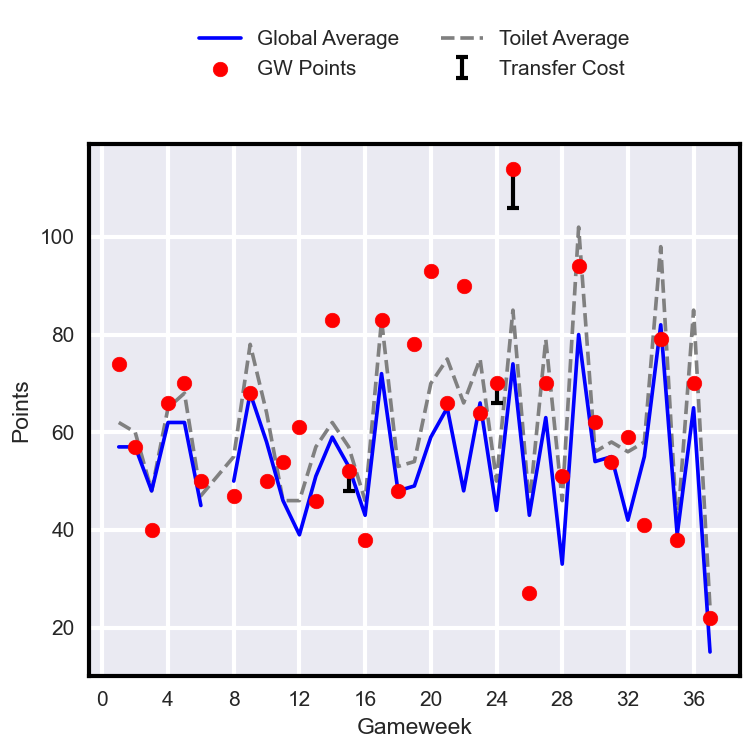 Global Average
Toilet Average
GW Points
Transfer Cost
100
80
60
40
20
Points
0 4 8 12 16 20 24 28 32 36
Gameweek